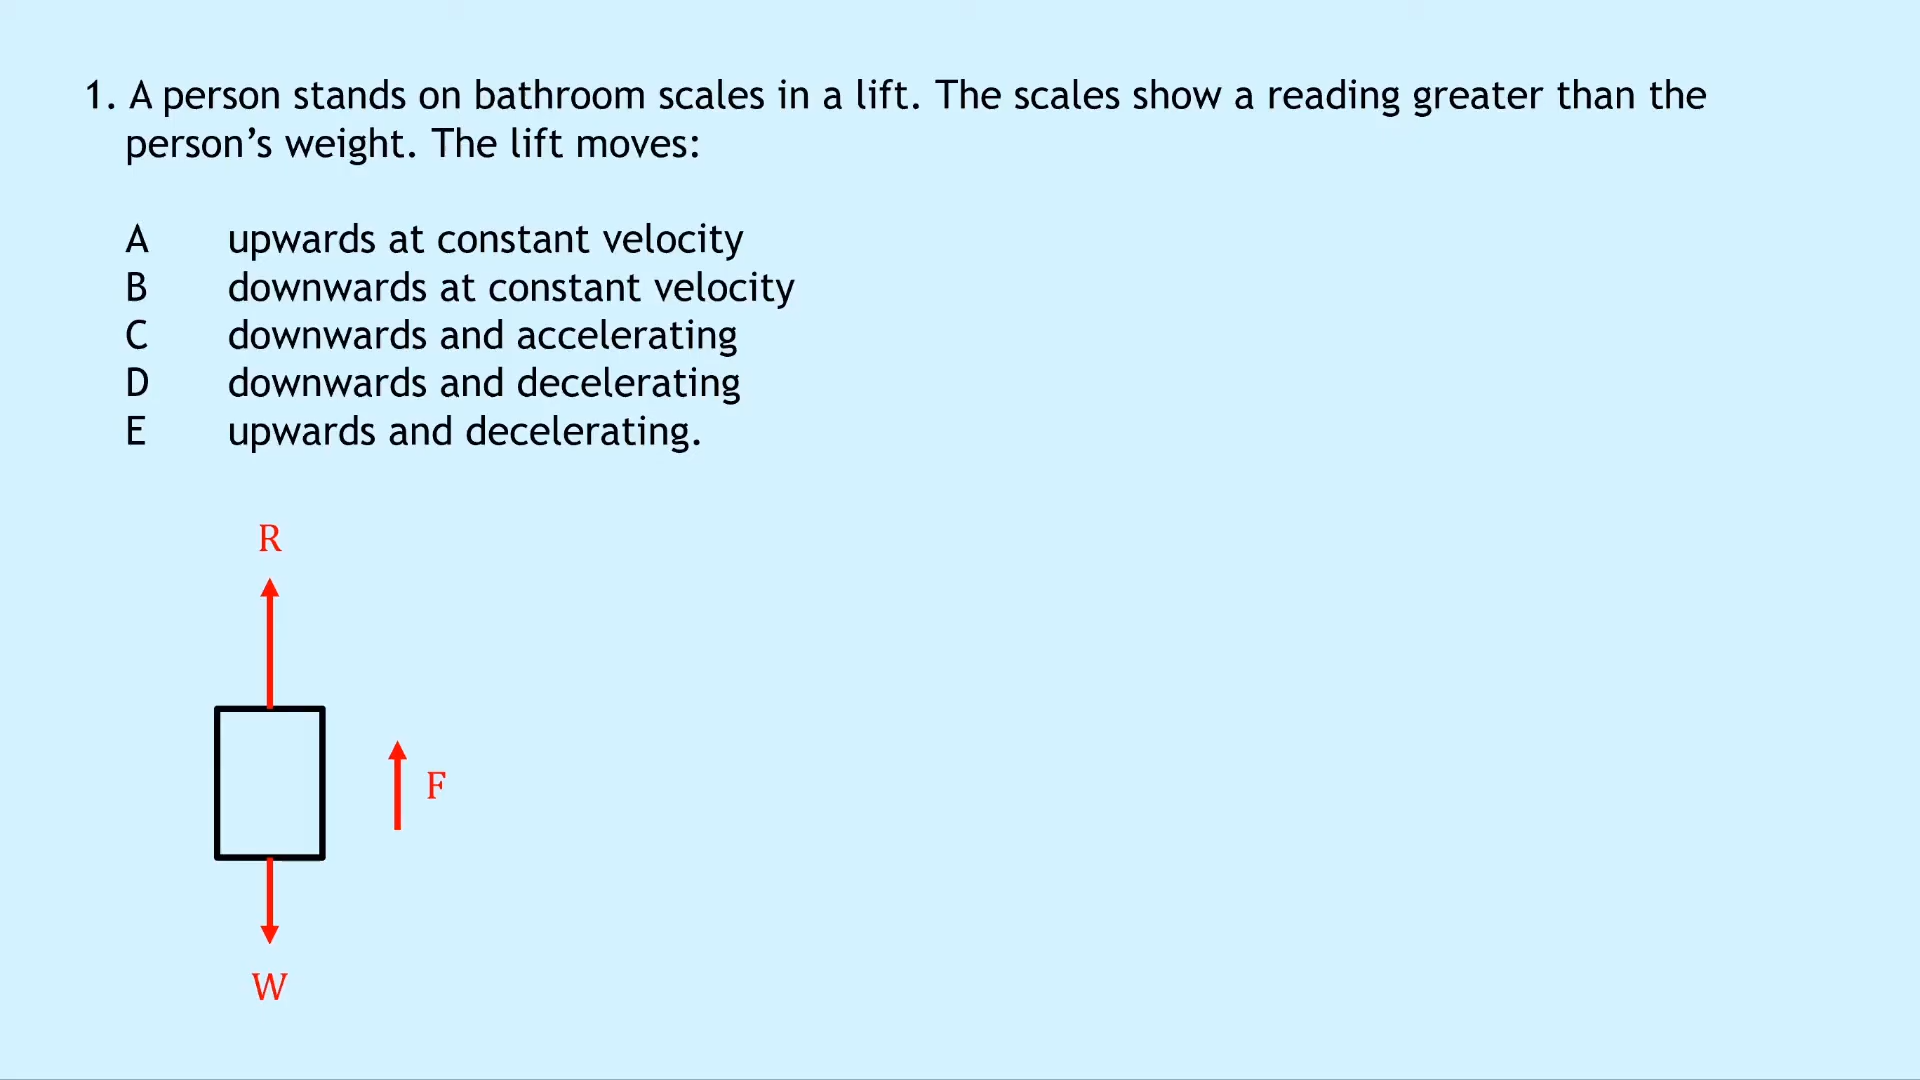 1. A person stands on bathroom scales in a lift. The scales show a reading greater than the
person’s weight. The lift moves:
A upwards at constant velocity
B downwards at constant velocity
C downwards and accelerating
D downwards and decelerating
E upwards and decelerating.
R
F
W